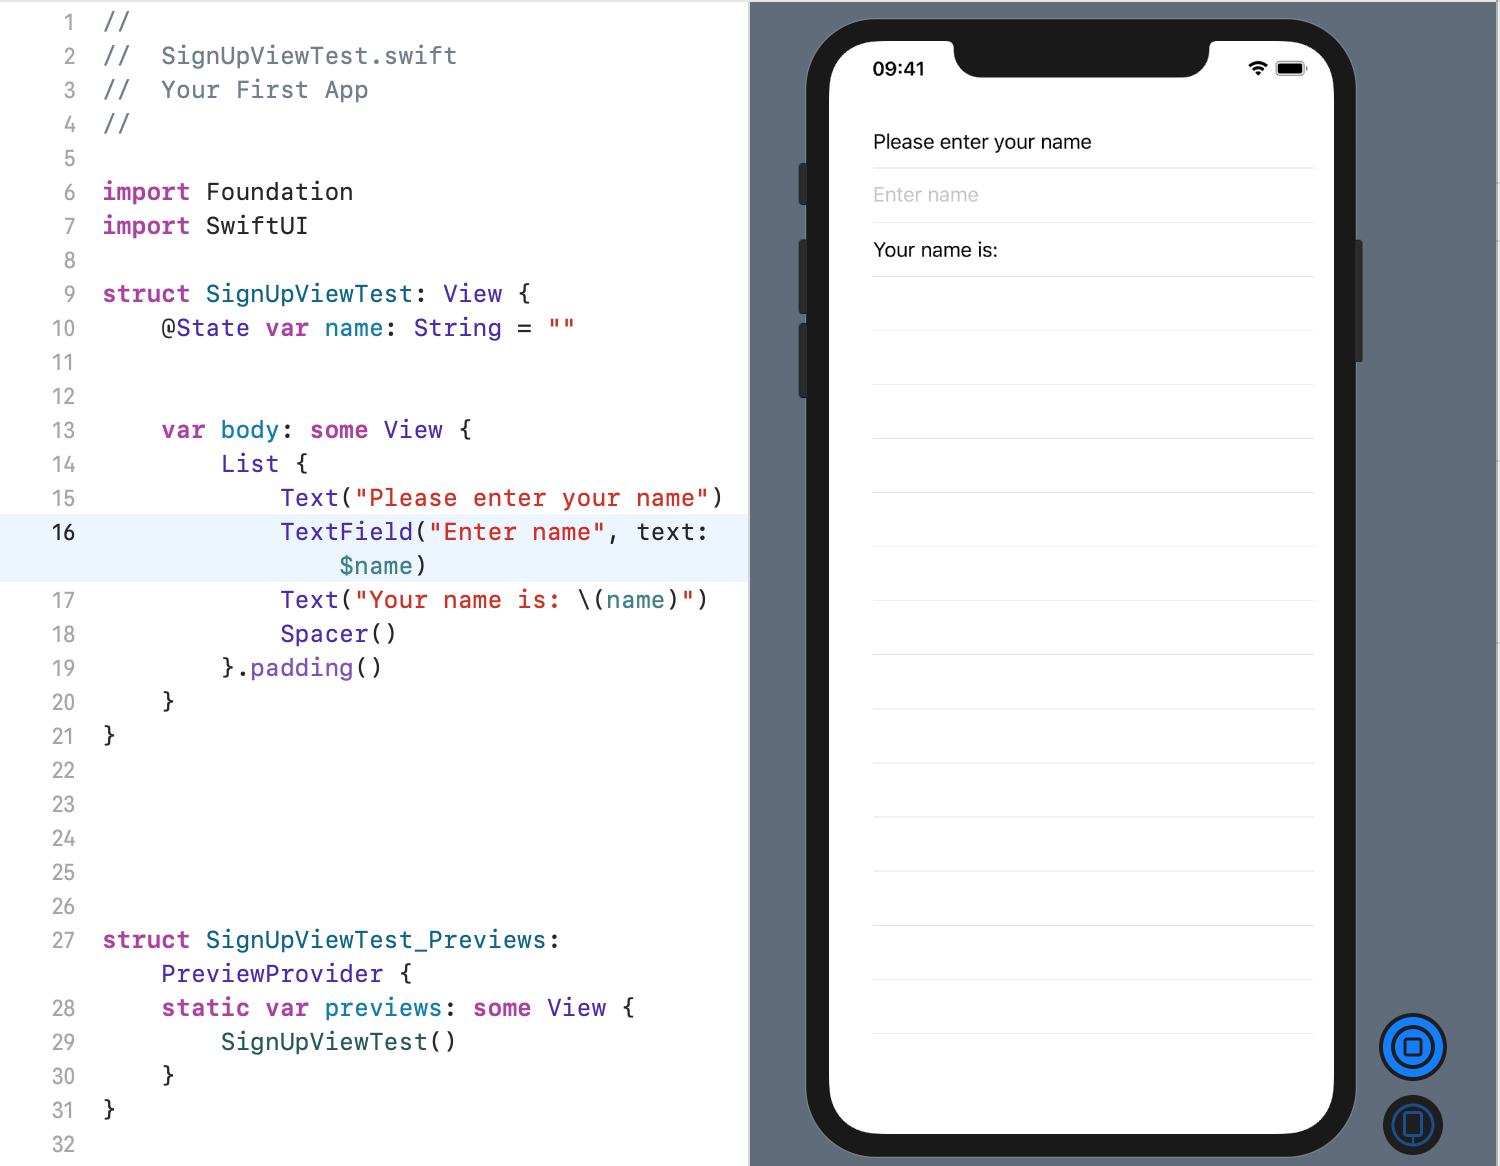 1 //
2 //  SignUpViewTest.swift
3 //  Your First App
4 //
5
6 import Foundation
7 import SwiftUI
8
9 struct SignUpViewTest: View {
10     @State var name: String = ""
11
12
13     var body: some View {
14         List {
15             Text("Please enter your name")
16             TextField("Enter name", text:
                $name)
17             Text("Your name is: \(name)")
18             Spacer()
19         }.padding()
20     }
21 }
22
23
24
25
26
27 struct SignUpViewTest_Previews:
    PreviewProvider {
28     static var previews: some View {
29         SignUpViewTest()
30     }
31 }
32
09:41
Please enter your name
Enter name
Your name is: